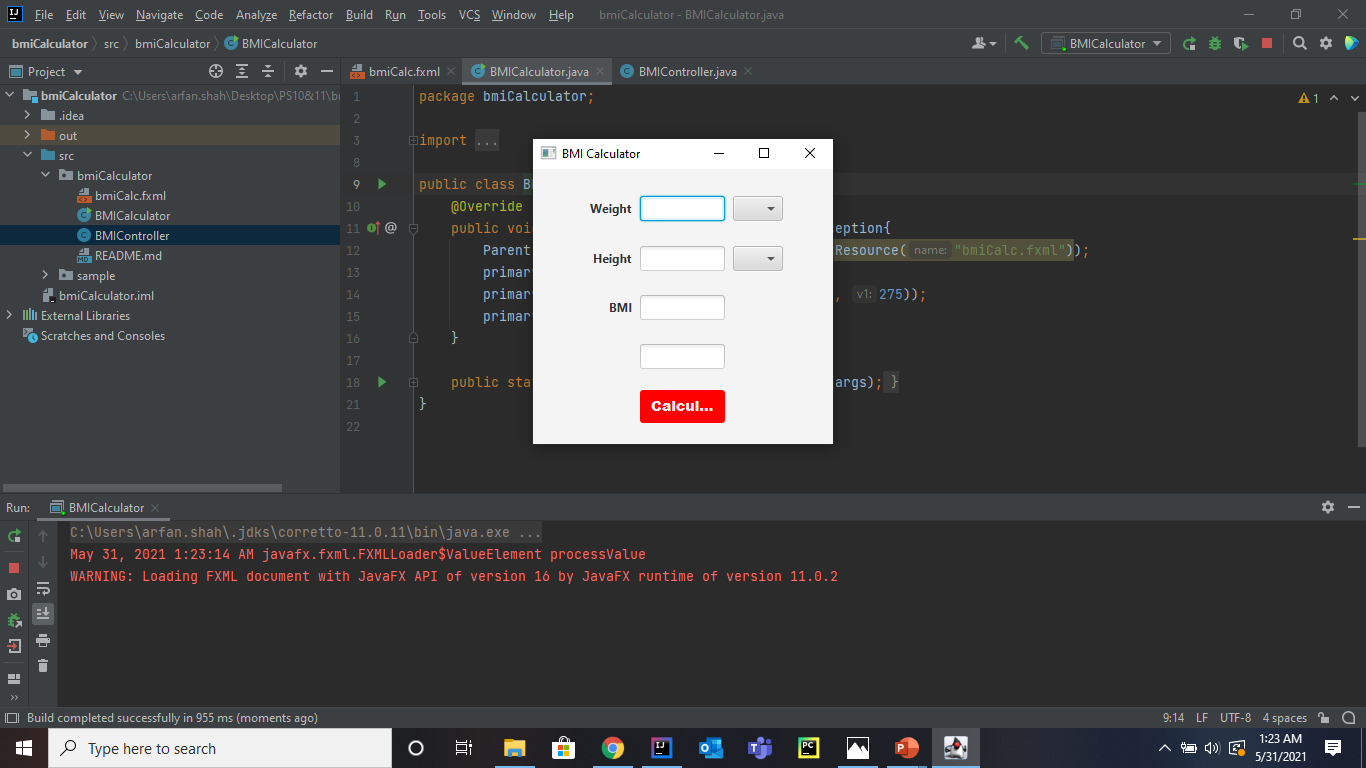 File Edit View Navigate Code Analyze Refactor Build Run Tools VCS Window Help bmiCalculator - BMICalculator.java
bmiCalculator src bmiCalculator BMICalculator
BMICalculator
Project
bmiCalc.fxml BMICalculator.java BMIController.java
bmiCalculator C:\Users\arfan.shah\Desktop\PS10&11\b
.idea
out
src
bmiCalculator
bmiCalc.fxml
BMICalculator
BMIController
README.md
sample
bmiCalculator.iml
External Libraries
Scratches and Consoles
1 package bmiCalculator;
1
2
3 import ...
8
9 public class B
10 @Override
11 @ public voi eption{
12 Parent Resource( name: "bmiCalc.fxml"));
13 primar
14 primar , v1: 275));
15 primar
16 }
17
18 public sta args); }
21 }
22
BMI Calculator
Weight
Height
BMI
Calcul...
Run: BMICalculator
C:\Users\arfan.shah\.jdks\corretto-11.0.11\bin\java.exe ...
May 31, 2021 1:23:14 AM javafx.fxml.FXMLLoader$ValueElement processValue
WARNING: Loading FXML document with JavaFX API of version 16 by JavaFX runtime of version 11.0.2
Build completed successfully in 955 ms (moments ago)
9:14 LF UTF-8 4 spaces
Type here to search
1:23 AM
5/31/2021